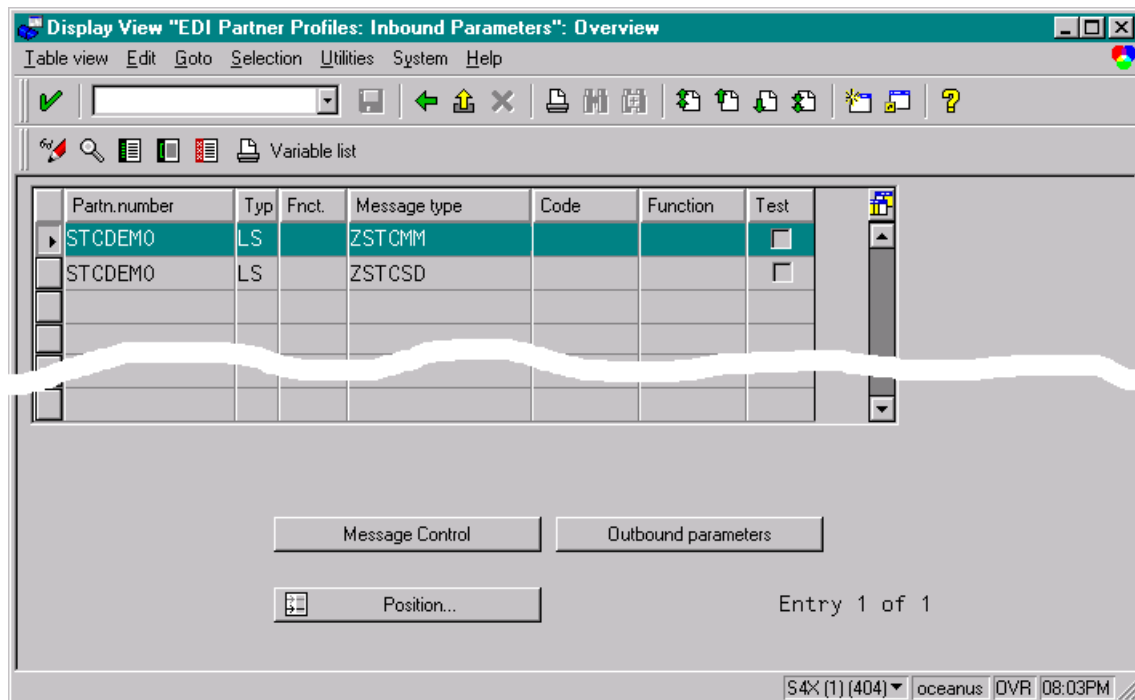 Display View "EDI Partner Profiles: Inbound Parameters": Overview
Table view Edit Goto Selection Utilities System Help
Variable list
Partn.number Typ Fnct. Message type Code Function Test
STCDEMO LS ZSTCMM
STCDEMO LS ZSTCSD
Message Control Outbound parameters
Position... Entry 1 of 1
S4X (1) (404) oceanus OVR 08:03PM